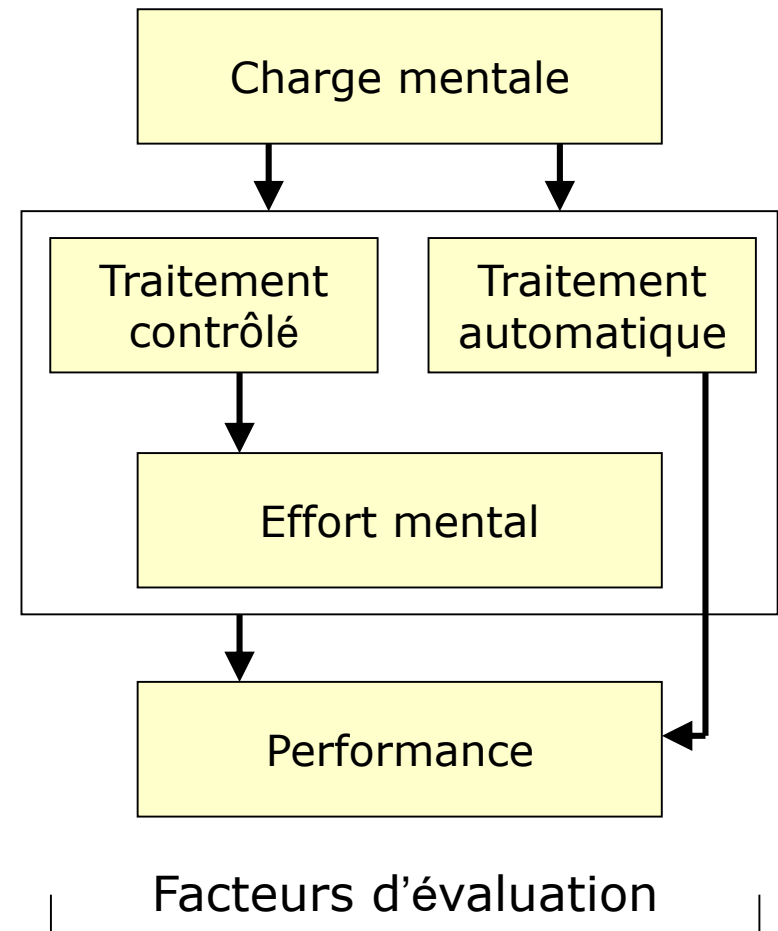 Charge mentale
Traitement
contrôlé
Traitement
automatique
Effort mental
Performance
Facteurs d’évaluation